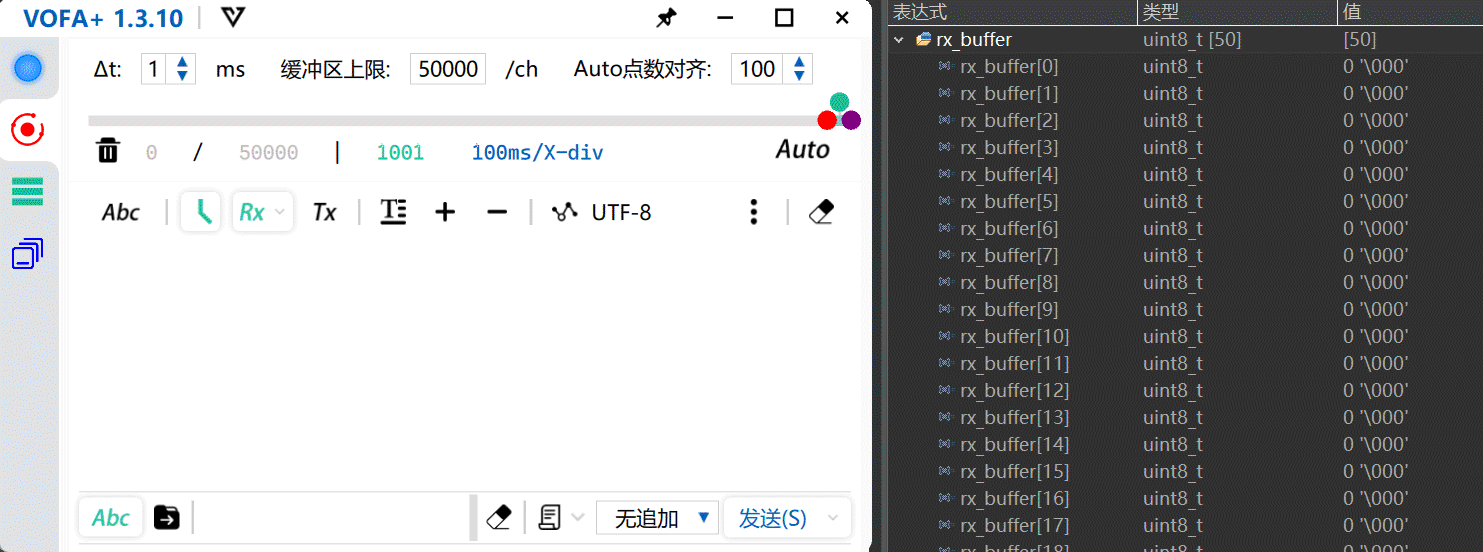 VOFA+ 1.3.10
Δt: 1 ms 缓冲区上限: 50000 /ch Auto点数对齐: 100
0 / 50000 | 1001 100ms/X-div Auto
Abc Rx Tx T UTF-8
Abc 无追加 发送(S)
表达式 类型 值
rx_buffer uint8_t [50] [50]
rx_buffer[0] uint8_t 0 '\000'
rx_buffer[1] uint8_t 0 '\000'
rx_buffer[2] uint8_t 0 '\000'
rx_buffer[3] uint8_t 0 '\000'
rx_buffer[4] uint8_t 0 '\000'
rx_buffer[5] uint8_t 0 '\000'
rx_buffer[6] uint8_t 0 '\000'
rx_buffer[7] uint8_t 0 '\000'
rx_buffer[8] uint8_t 0 '\000'
rx_buffer[9] uint8_t 0 '\000'
rx_buffer[10] uint8_t 0 '\000'
rx_buffer[11] uint8_t 0 '\000'
rx_buffer[12] uint8_t 0 '\000'
rx_buffer[13] uint8_t 0 '\000'
rx_buffer[14] uint8_t 0 '\000'
rx_buffer[15] uint8_t 0 '\000'
rx_buffer[16] uint8_t 0 '\000'
rx_buffer[17] uint8_t 0 '\000'